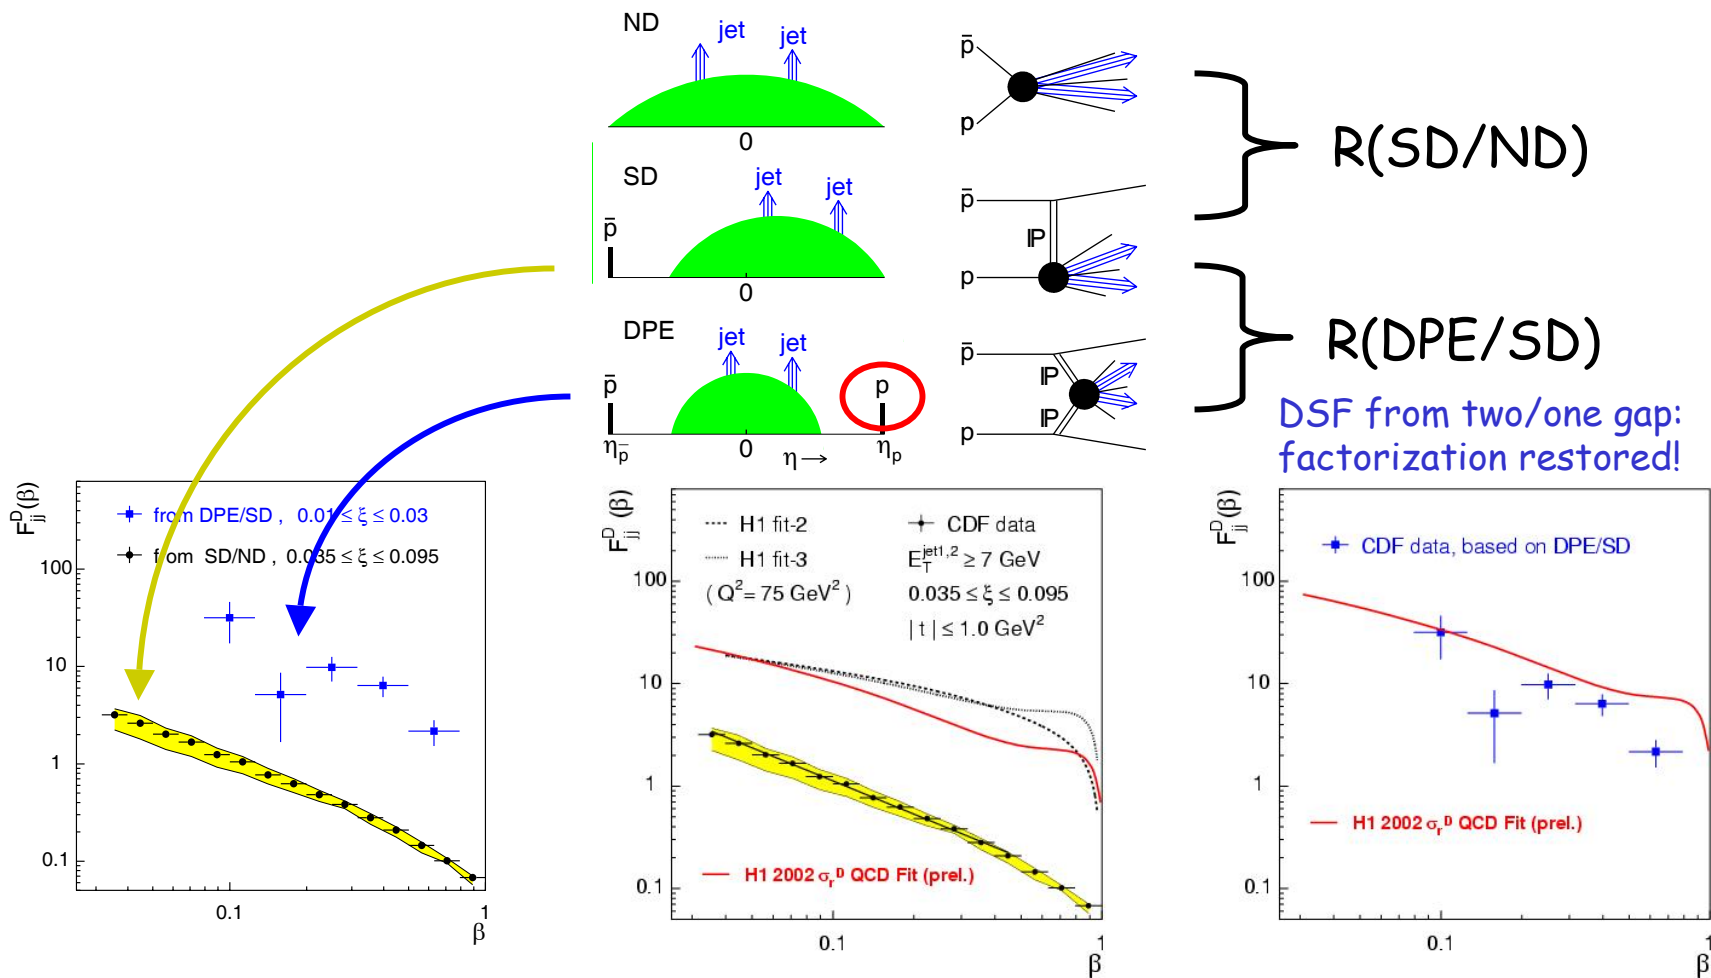 ND
jet
jet
0
p̄
p
R(SD/ND)
SD
jet
jet
p̄
0
p̄
IP
p
DPE
jet
jet
p̄
p
η_p̄
0
η→
η_p
p̄
IP
IP
p
R(DPE/SD)
DSF from two/one gap:
factorization restored!
F_jj^D(β)
from DPE/SD , 0.01 ≤ ξ ≤ 0.03
from SD/ND , 0.035 ≤ ξ ≤ 0.095
100
10
1
0.1
0.1
1
β
F_jj^D(β)
H1 fit-2
H1 fit-3
( Q² = 75 GeV² )
CDF data
E_T^jet1,2 ≥ 7 GeV
0.035 ≤ ξ ≤ 0.095
| t | ≤ 1.0 GeV²
100
10
1
0.1
H1 2002 σ_r^D QCD Fit (prel.)
0.1
1
β
F_jj^D(β)
CDF data, based on DPE/SD
100
10
1
0.1
H1 2002 σ_r^D QCD Fit (prel.)
0.1
1
β